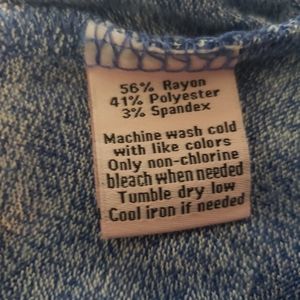 56% Rayon
41% Polyester
3% Spandex
Machine wash cold
with like colors
Only non-chlorine
bleach when needed
Tumble dry low
Cool iron if needed